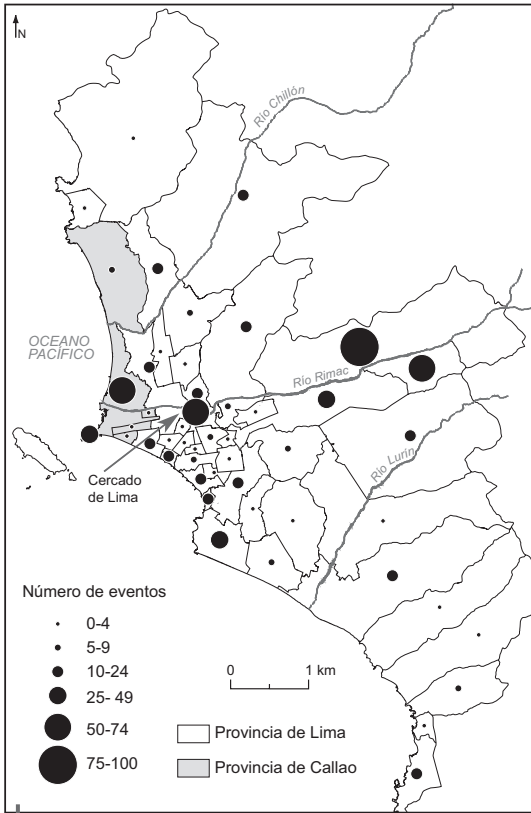 N
Río Chillón
OCEANO
PACÍFICO
Río Rimac
Cercado
de Lima
Río Lurín
Número de eventos
0-4
5-9
10-24
25- 49
50-74
75-100
0 1 km
Provincia de Lima
Provincia de Callao